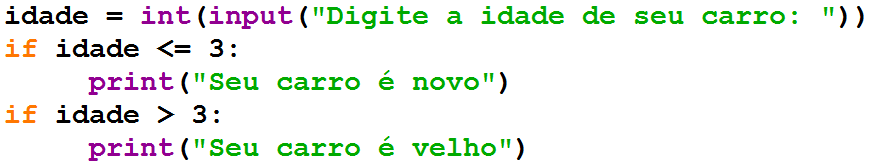 idade = int(input("Digite a idade de seu carro: "))
if idade <= 3:
     print("Seu carro é novo")
if idade > 3:
     print("Seu carro é velho")